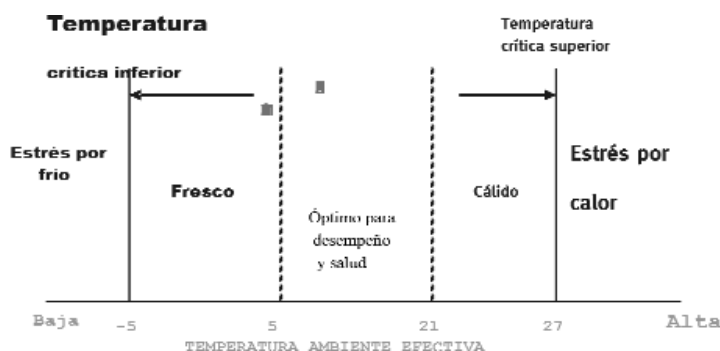 Temperatura
crítica inferior
Temperatura
crítica superior
Estrés por
frío
Fresco
Óptimo para
desempeño
y salud
Cálido
Estrés por
calor
Baja
-5
5
21
27
Alta
TEMPERATURA AMBIENTE EFECTIVA